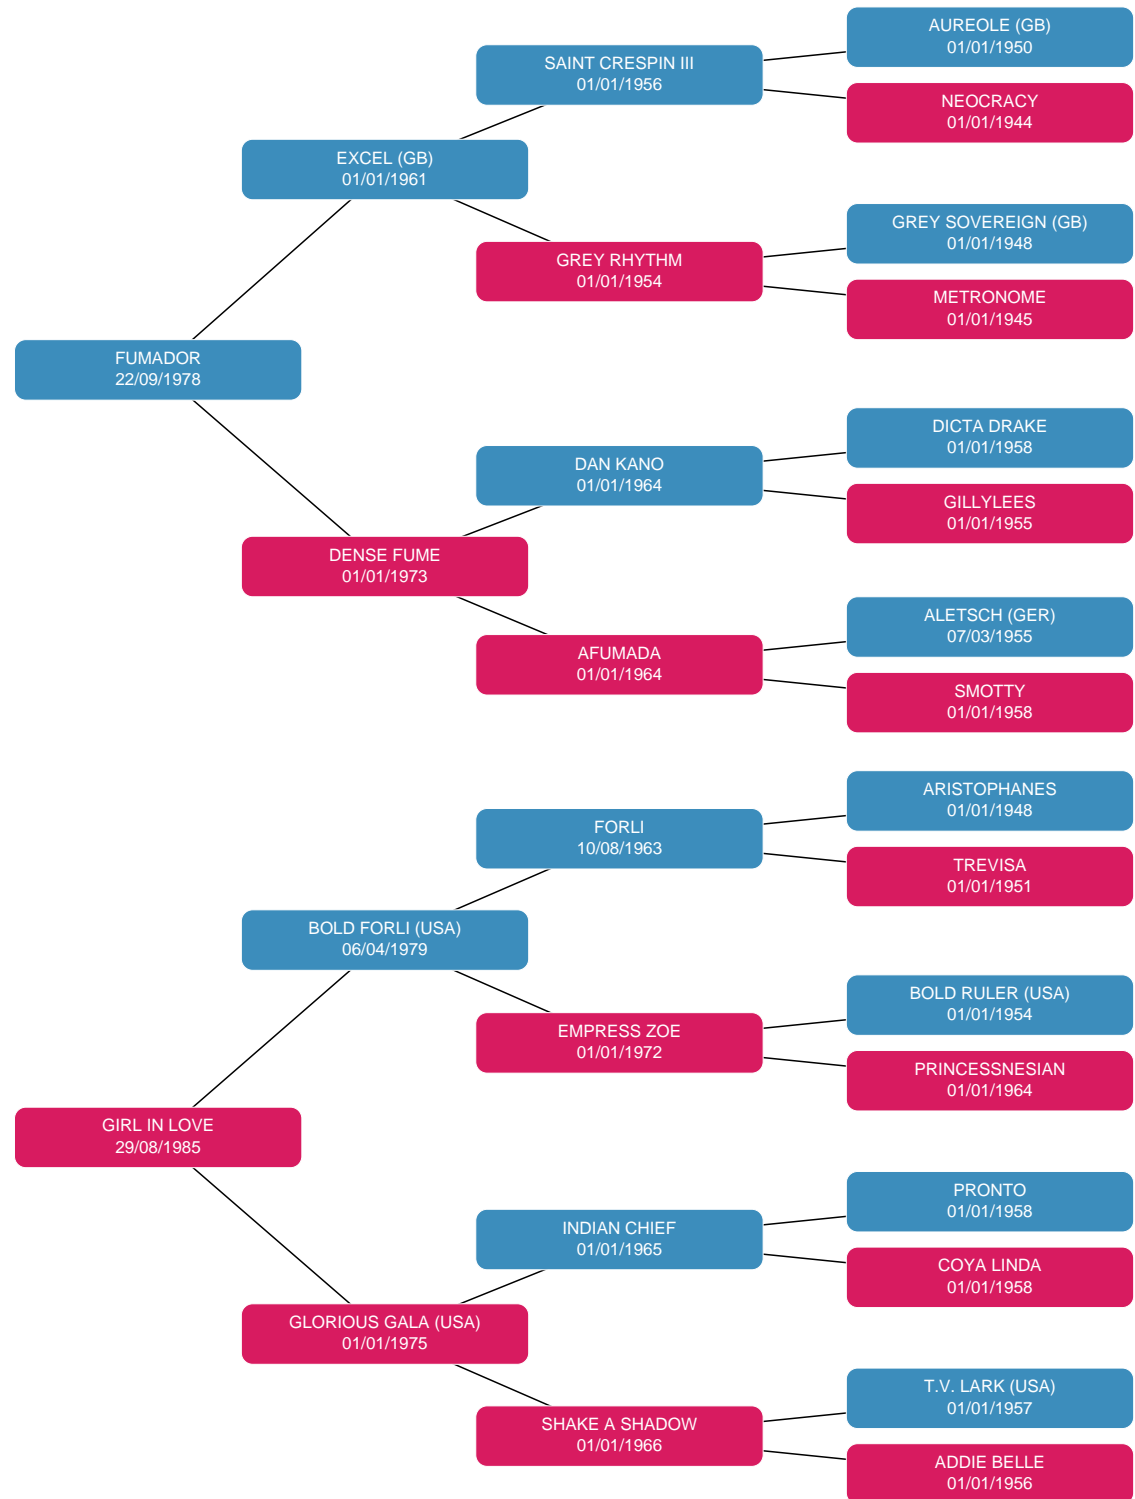 AUREOLE (GB)
01/01/1950
SAINT CRESPIN III
01/01/1956
NEOCRACY
01/01/1944
EXCEL (GB)
01/01/1961
GREY SOVEREIGN (GB)
01/01/1948
GREY RHYTHM
01/01/1954
METRONOME
01/01/1945
FUMADOR
22/09/1978
DICTA DRAKE
01/01/1958
DAN KANO
01/01/1964
GILLYLEES
01/01/1955
DENSE FUME
01/01/1973
ALETSCH (GER)
07/03/1955
AFUMADA
01/01/1964
SMOTTY
01/01/1958
ARISTOPHANES
01/01/1948
FORLI
10/08/1963
TREVISA
01/01/1951
BOLD FORLI (USA)
06/04/1979
BOLD RULER (USA)
01/01/1954
EMPRESS ZOE
01/01/1972
PRINCESSNESIAN
01/01/1964
GIRL IN LOVE
29/08/1985
PRONTO
01/01/1958
INDIAN CHIEF
01/01/1965
COYA LINDA
01/01/1958
GLORIOUS GALA (USA)
01/01/1975
T.V. LARK (USA)
01/01/1957
SHAKE A SHADOW
01/01/1966
ADDIE BELLE
01/01/1956